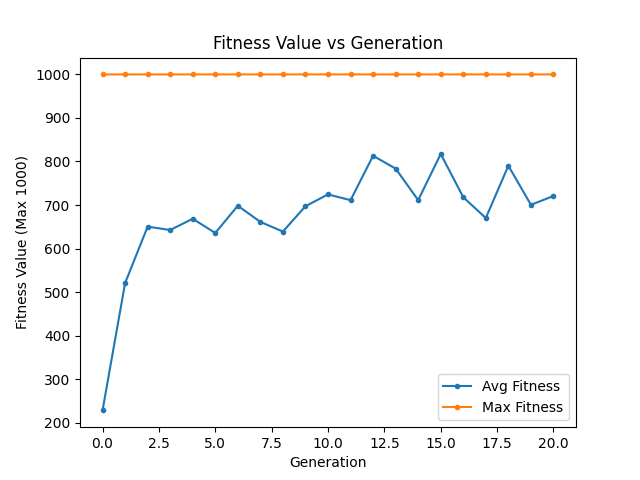 Fitness Value vs Generation
Fitness Value (Max 1000)
1000
900
800
700
600
500
400
300
200
0.0 2.5 5.0 7.5 10.0 12.5 15.0 17.5 20.0
Generation
Avg Fitness
Max Fitness